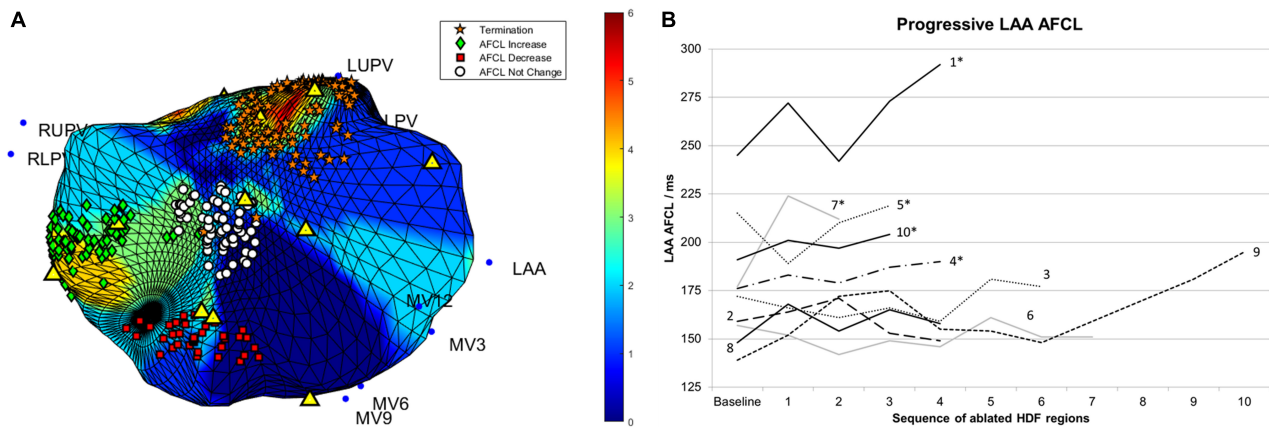 A
Termination
AFCL Increase
AFCL Decrease
AFCL Not Change
LUPV
LPV
RUPV
RLPV
LAA
MV12
MV3
MV6
MV9
6
5
4
3
2
1
0
B
Progressive LAA AFCL
LAA AFCL / ms
300
275
250
225
200
175
150
125
1*
7*
5*
10*
4*
3
9
2
6
8
Baseline 1 2 3 4 5 6 7 8 9 10
Sequence of ablated HDF regions